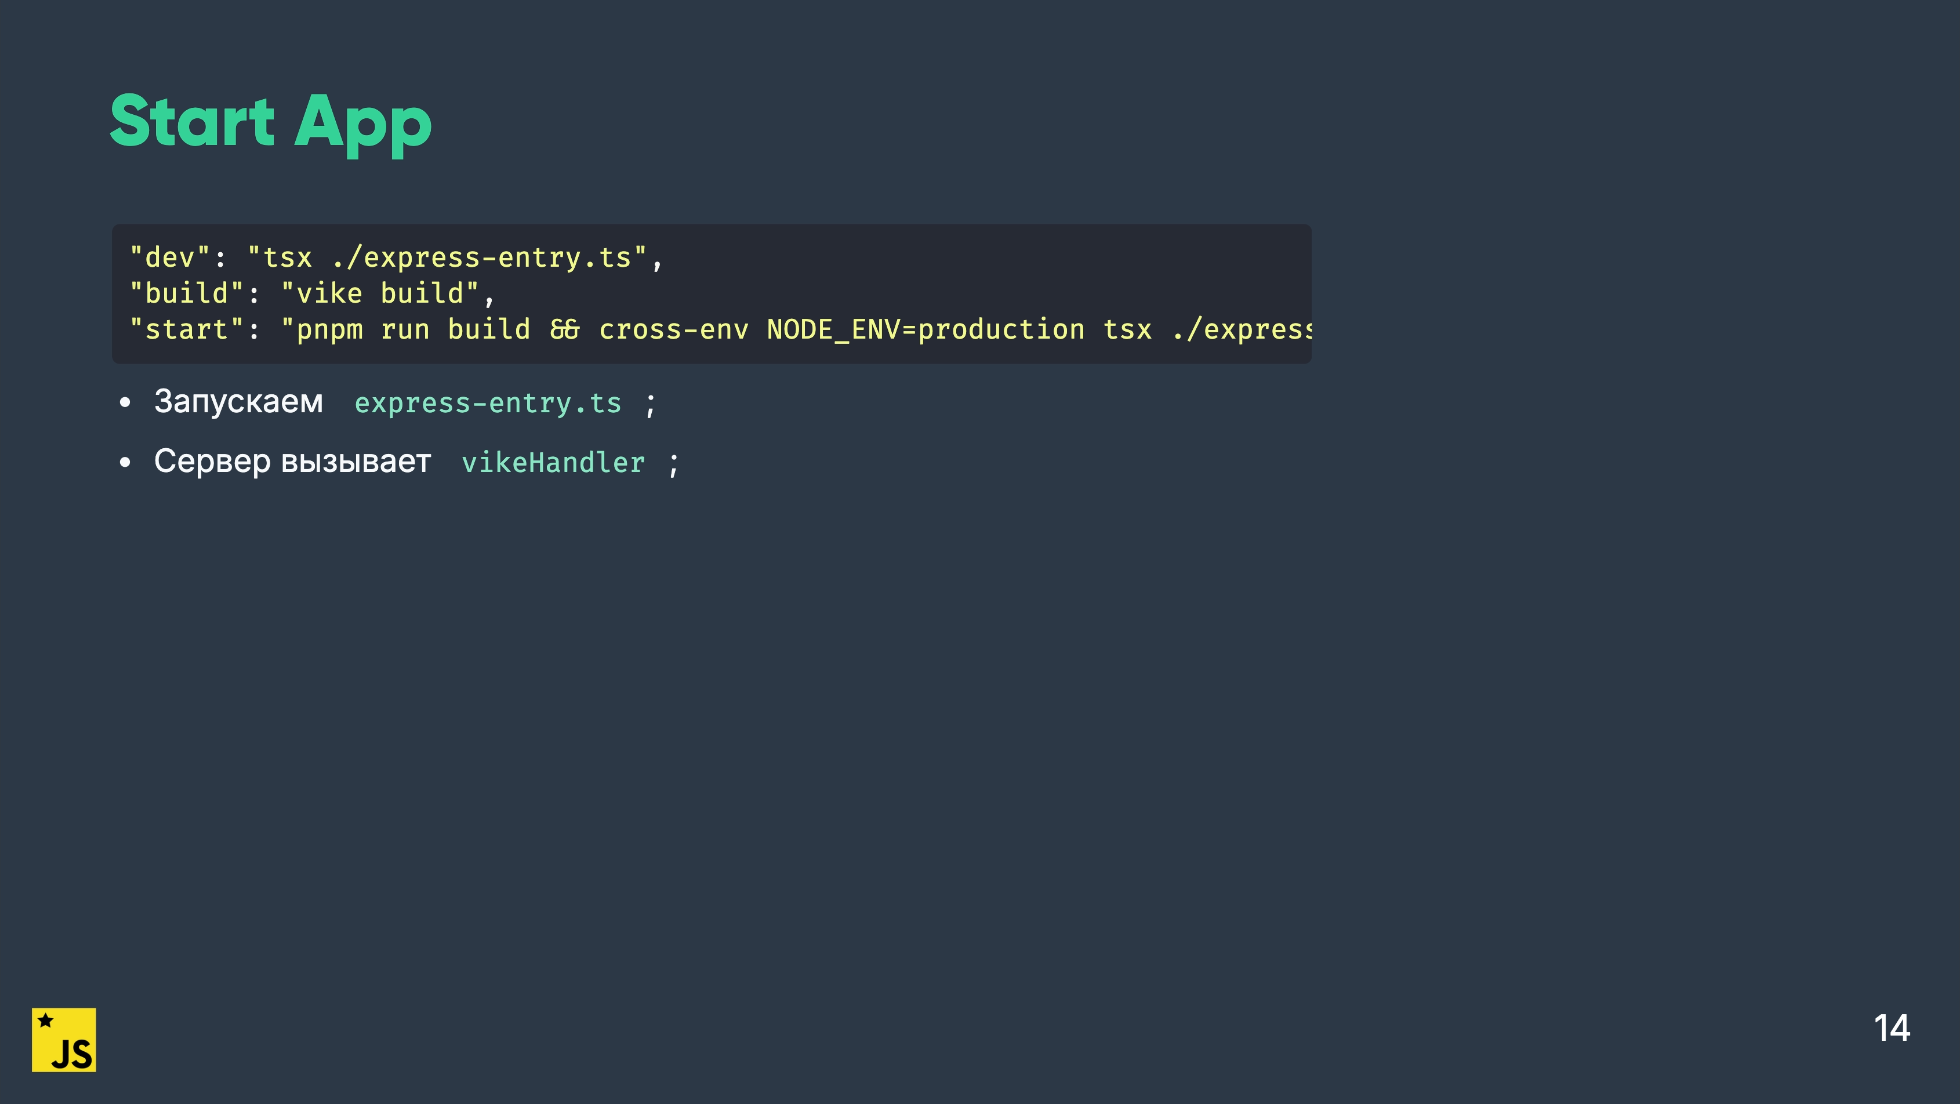 Start App
"dev": "tsx ./express-entry.ts",
"build": "vike build",
"start": "pnpm run build && cross-env NODE_ENV=production tsx ./express
• Запускаем express-entry.ts ;
• Сервер вызывает vikeHandler ;
JS
14